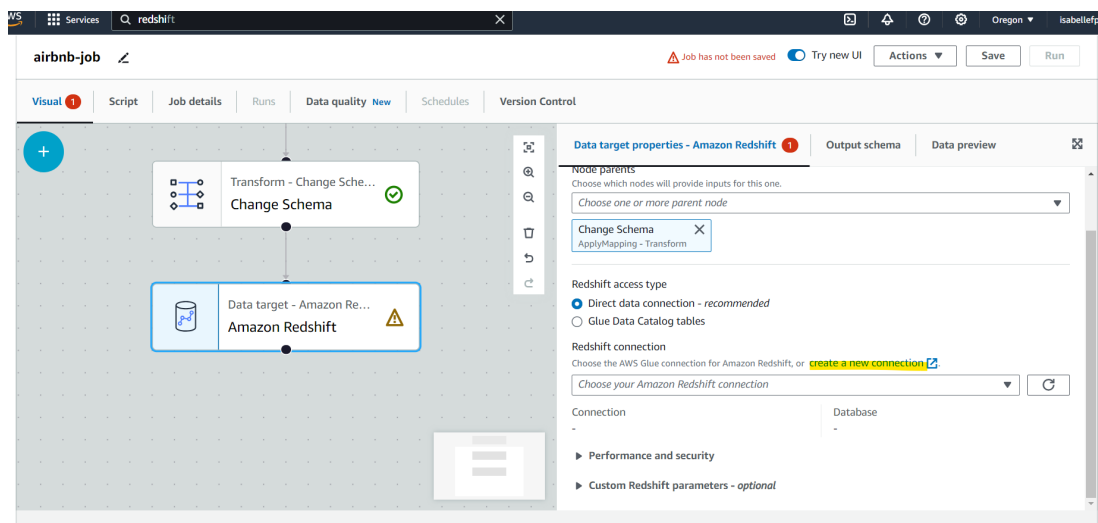 aws Services redshift Oregon ▼ isabellefp
airbnb-job Job has not been saved Try new UI Actions ▼ Save Run
Visual 1 Script Job details Runs Data quality New Schedules Version Control
Data target properties - Amazon Redshift 1 Output schema Data preview
Node parents
Choose which nodes will provide inputs for this one.
Choose one or more parent node
Change Schema
ApplyMapping - Transform
Transform - Change Sche...
Change Schema
Data target - Amazon Re...
Amazon Redshift
Redshift access type
Direct data connection - recommended
Glue Data Catalog tables
Redshift connection
Choose the AWS Glue connection for Amazon Redshift, or create a new connection.
Choose your Amazon Redshift connection
Connection Database
- -
Performance and security
Custom Redshift parameters - optional